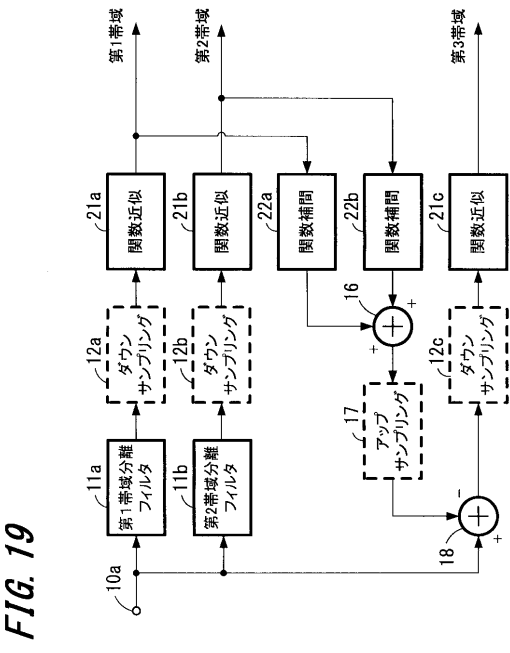 FIG. 19
10a
11a
第1帯域分離
フィルタ
12a
ダウン
サンプリング
21a
関数近似
第1帯域
11b
第2帯域分離
フィルタ
12b
ダウン
サンプリング
21b
関数近似
第2帯域
22a
関数補間
22b
関数補間
16
+
+
17
アップ
サンプリング
18
-
+
12c
ダウン
サンプリング
21c
関数近似
第3帯域